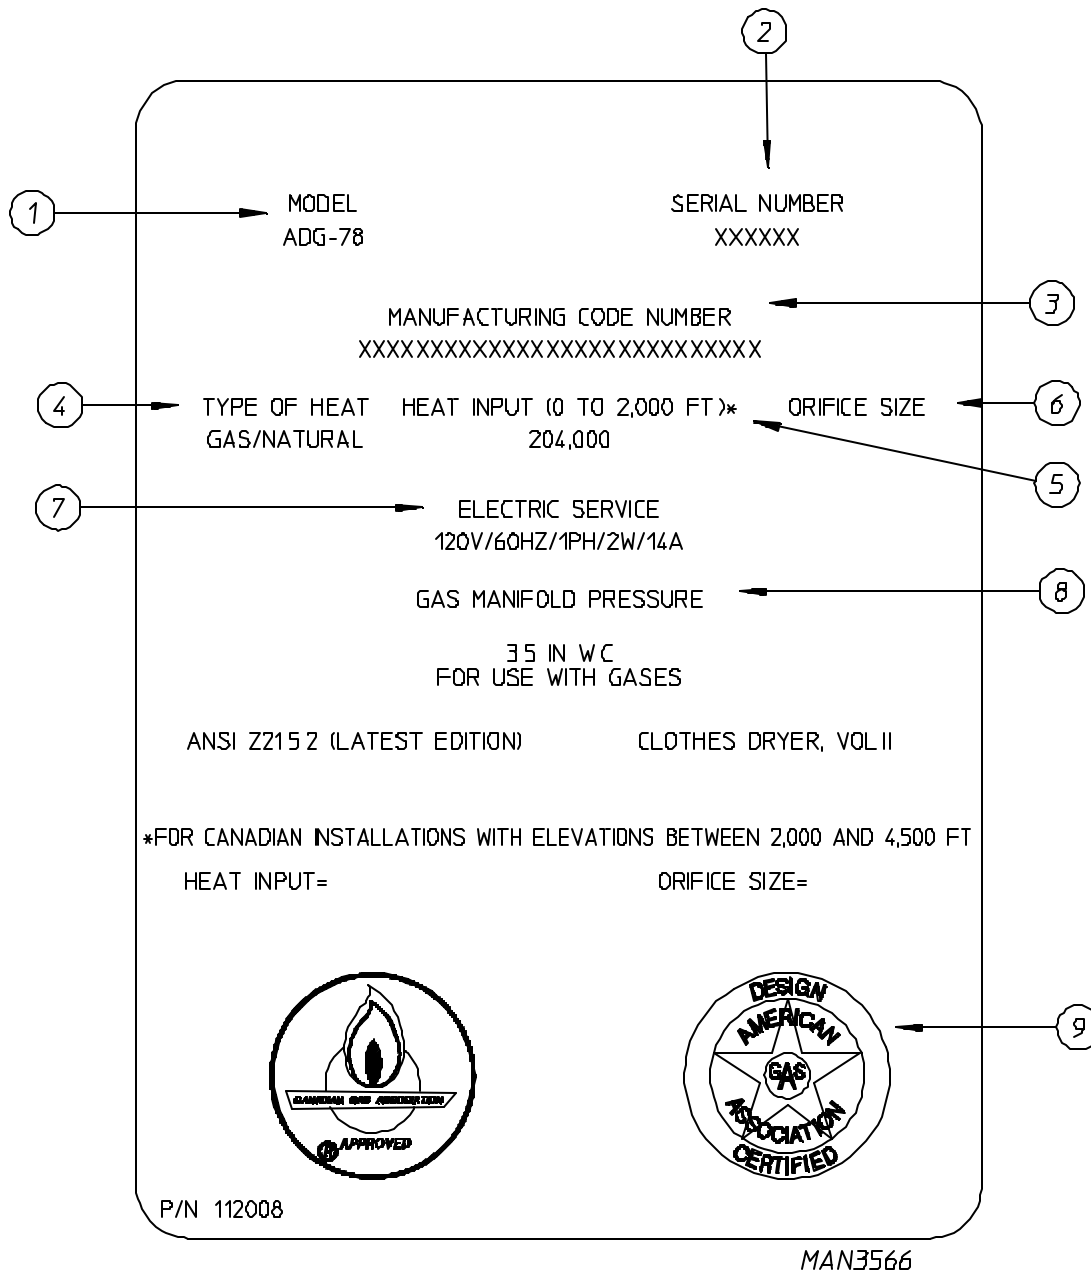 2
1
MODEL
SERIAL NUMBER
ADG-78
XXXXXX
3
MANUFACTURING CODE NUMBER
XXXXXXXXXXXXXXXXXXXXXXXXXXXX
4
TYPE OF HEAT HEAT INPUT (0 TO 2,000 FT)* ORIFICE SIZE
6
GAS/NATURAL 204,000
5
7
ELECTRIC SERVICE
120V/60HZ/1PH/2W/14A
GAS MANIFOLD PRESSURE
8
3 5 IN W C
FOR USE WITH GASES
ANSI Z21 5 2 (LATEST EDITION) CLOTHES DRYER, VOL II
*FOR CANADIAN INSTALLATIONS WITH ELEVATIONS BETWEEN 2,000 AND 4,500 FT
HEAT INPUT= ORIFICE SIZE=
CANADIAN GAS ASSOCIATION
APPROVED
DESIGN
AMERICAN
GAS
A
ASSOCIATION
CERTIFIED
9
P/N 112008
MAN3566